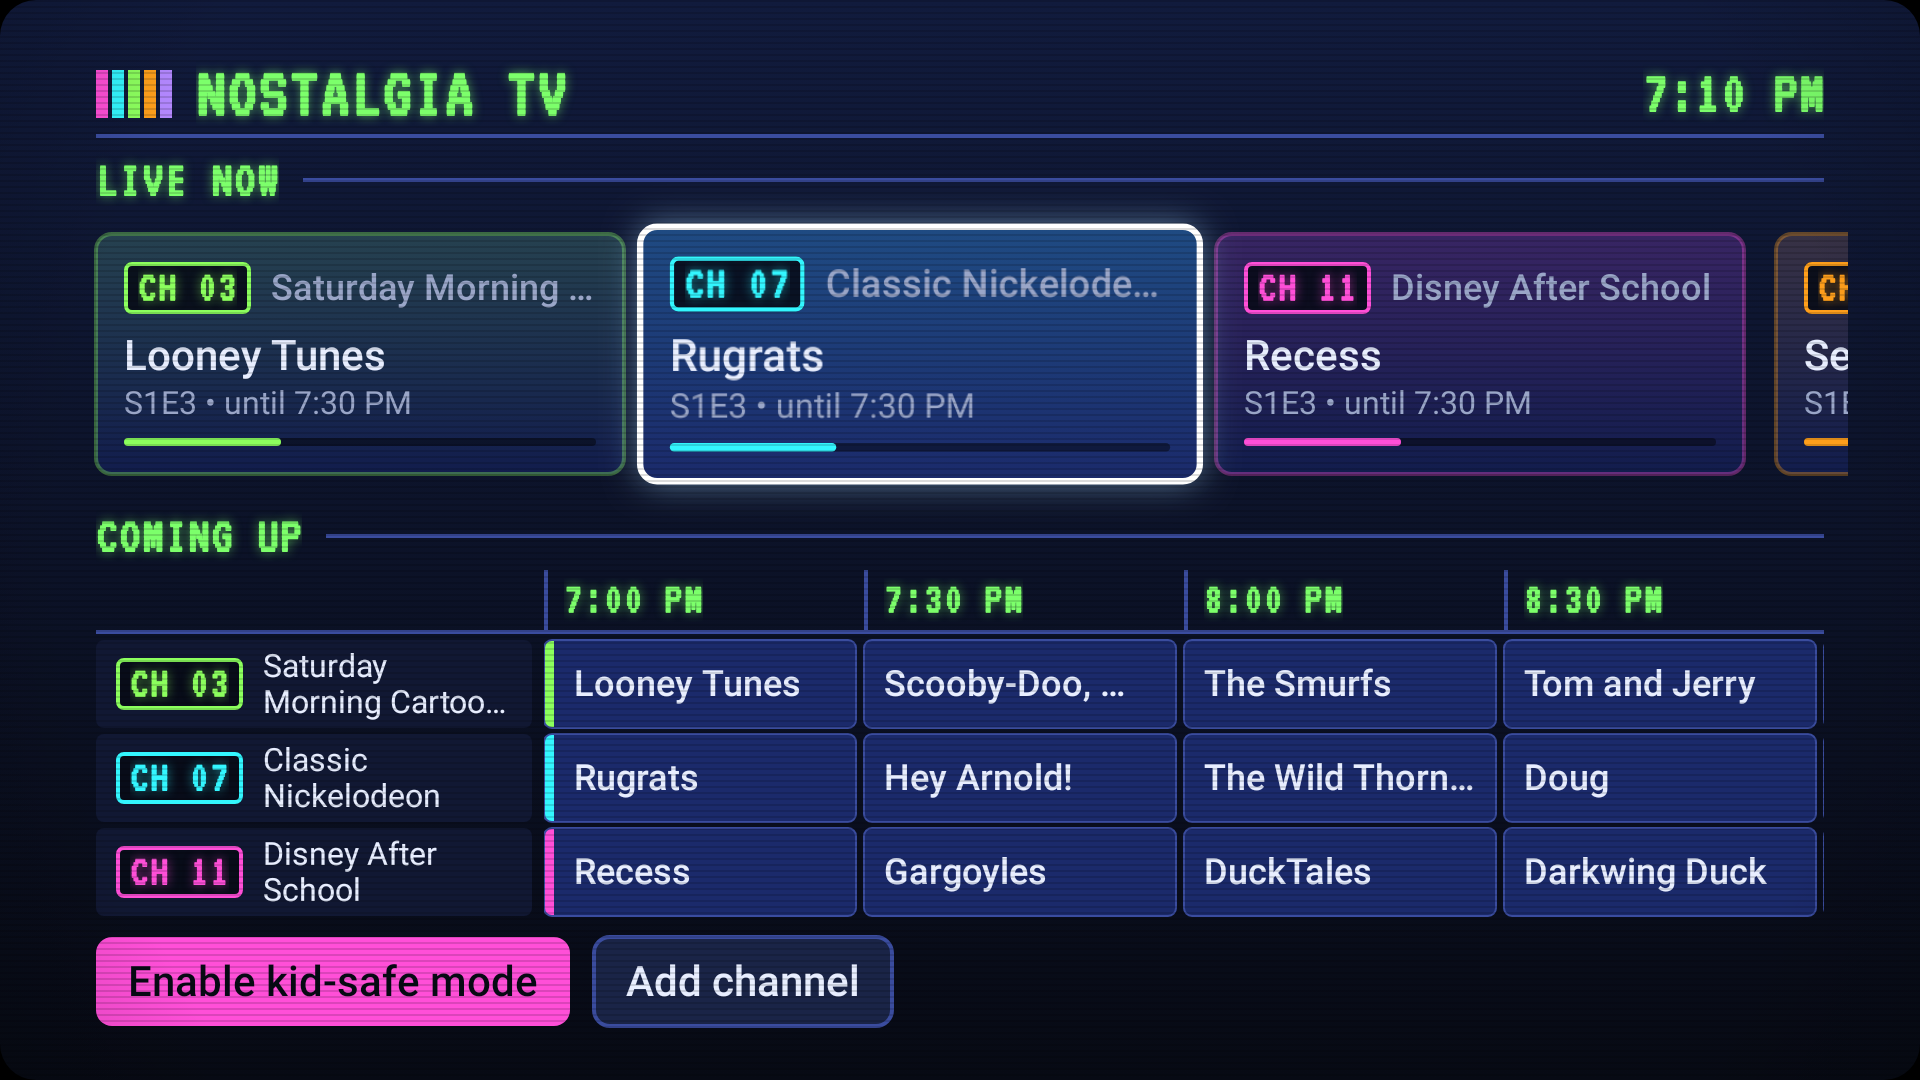 NOSTALGIA TV
7:10 PM
LIVE NOW
CH 03 Saturday Morning ...
Looney Tunes
S1E3 • until 7:30 PM
CH 07 Classic Nickelode...
Rugrats
S1E3 • until 7:30 PM
CH 11 Disney After School
Recess
S1E3 • until 7:30 PM
CH
Se
S1E
COMING UP
7:00 PM 7:30 PM 8:00 PM 8:30 PM
CH 03 Saturday
Morning Cartoo...
Looney Tunes Scooby-Doo, ... The Smurfs Tom and Jerry
CH 07 Classic
Nickelodeon
Rugrats Hey Arnold! The Wild Thorn... Doug
CH 11 Disney After
School
Recess Gargoyles DuckTales Darkwing Duck
Enable kid-safe mode Add channel